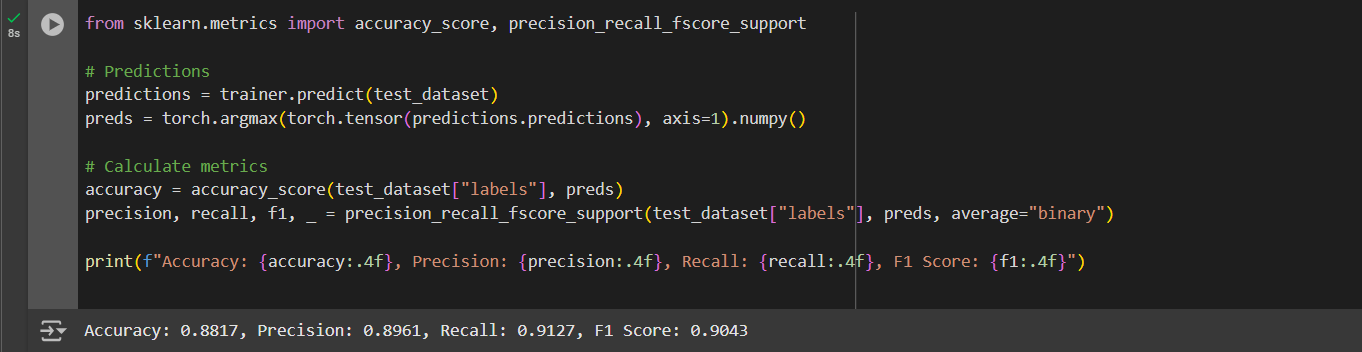 from sklearn.metrics import accuracy_score, precision_recall_fscore_support
# Predictions
predictions = trainer.predict(test_dataset)
preds = torch.argmax(torch.tensor(predictions.predictions), axis=1).numpy()
# Calculate metrics
accuracy = accuracy_score(test_dataset["labels"], preds)
precision, recall, f1, _ = precision_recall_fscore_support(test_dataset["labels"], preds, average="binary")
print(f"Accuracy: {accuracy:.4f}, Precision: {precision:.4f}, Recall: {recall:.4f}, F1 Score: {f1:.4f}")
8s
Accuracy: 0.8817, Precision: 0.8961, Recall: 0.9127, F1 Score: 0.9043